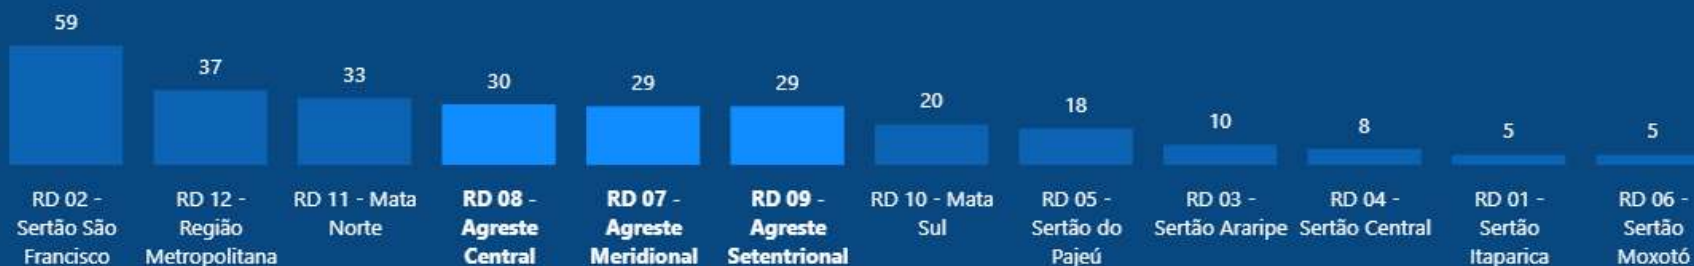 59
37
33
30
29
29
20
18
10
8
5
5
RD 02 -
Sertão São
Francisco
RD 12 -
Região
Metropolitana
RD 11 - Mata
Norte
RD 08 -
Agreste
Central
RD 07 -
Agreste
Meridional
RD 09 -
Agreste
Setentrional
RD 10 - Mata
Sul
RD 05 -
Sertão do
Pajeú
RD 03 -
Sertão Araripe
RD 04 -
Sertão Central
RD 01 -
Sertão
Itaparica
RD 06 -
Sertão
Moxotó